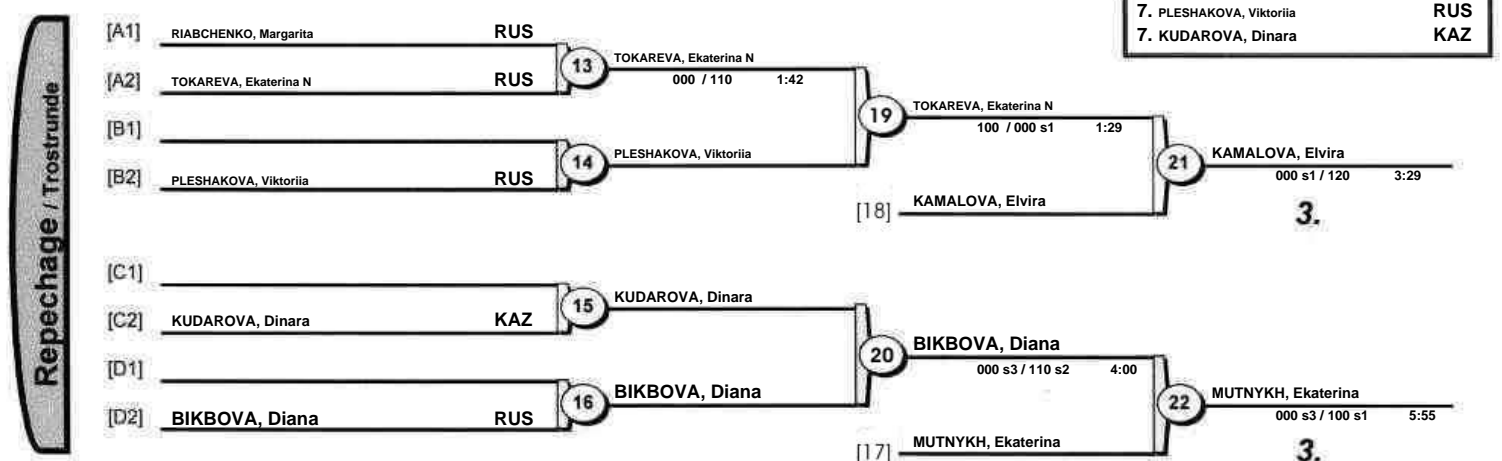 7. PLESHAKOVA, Viktoriia RUS
7. KUDAROVA, Dinara KAZ
Repechage / Trostrunde
[A1] RIABCHENKO, Margarita RUS
[A2] TOKAREVA, Ekaterina N RUS
13 TOKAREVA, Ekaterina N
000 / 110 1:42
[B1]
[B2] PLESHAKOVA, Viktoriia RUS
14 PLESHAKOVA, Viktoriia
19 TOKAREVA, Ekaterina N
100 / 000 s1 1:29
[18] KAMALOVA, Elvira
21 KAMALOVA, Elvira
000 s1 / 120 3:29
3.
[C1]
[C2] KUDAROVA, Dinara KAZ
15 KUDAROVA, Dinara
[D1]
[D2] BIKBOVA, Diana RUS
16 BIKBOVA, Diana
20 BIKBOVA, Diana
000 s3 / 110 s2 4:00
[17] MUTNYKH, Ekaterina
22 MUTNYKH, Ekaterina
000 s3 / 100 s1 5:55
3.